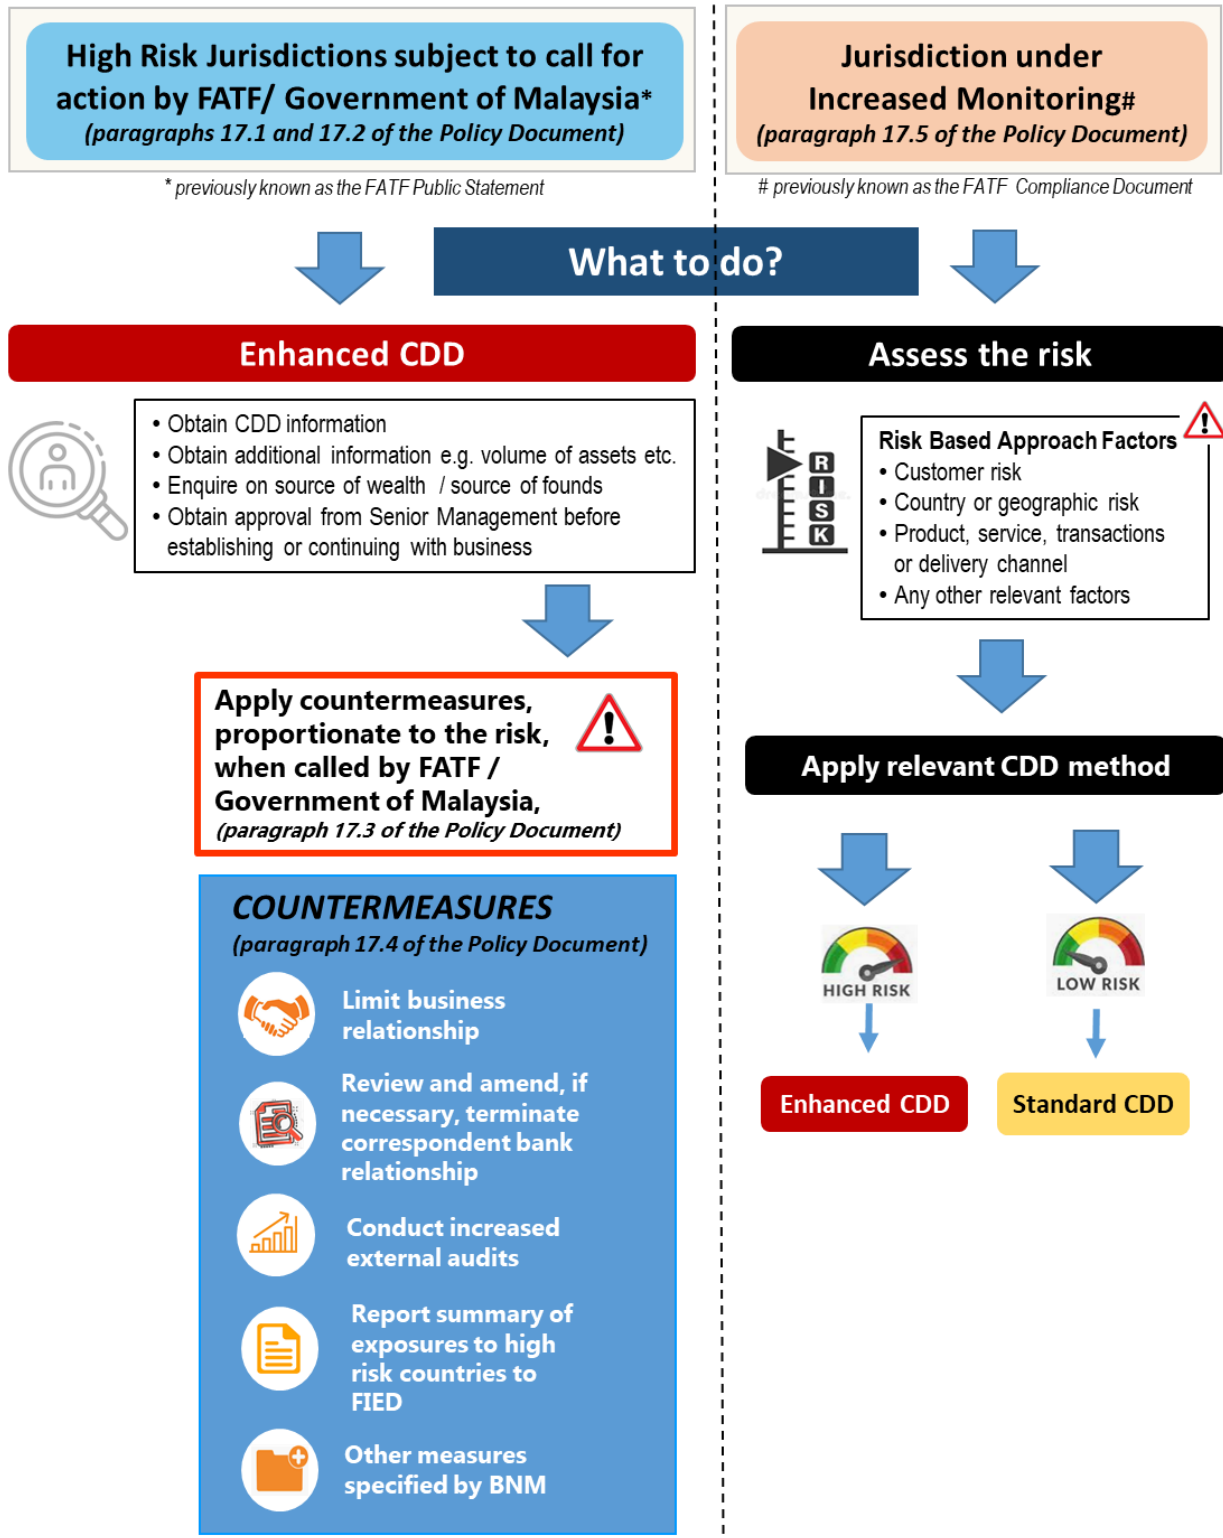 High Risk Jurisdictions subject to call for
action by FATF/ Government of Malaysia*
(paragraphs 17.1 and 17.2 of the Policy Document)
* previously known as the FATF Public Statement
Jurisdiction under
Increased Monitoring#
(paragraph 17.5 of the Policy Document)
# previously known as the FATF Compliance Document
What to do?
Enhanced CDD
• Obtain CDD information
• Obtain additional information e.g. volume of assets etc.
• Enquire on source of wealth / source of founds
• Obtain approval from Senior Management before
establishing or continuing with business
Apply countermeasures,
proportionate to the risk,
when called by FATF /
Government of Malaysia,
(paragraph 17.3 of the Policy Document)
COUNTERMEASURES
(paragraph 17.4 of the Policy Document)
Limit business
relationship
Review and amend, if
necessary, terminate
correspondent bank
relationship
Conduct increased
external audits
Report summary of
exposures to high
risk countries to
FIED
Other measures
specified by BNM
Assess the risk
RISK
Risk Based Approach Factors
• Customer risk
• Country or geographic risk
• Product, service, transactions
or delivery channel
• Any other relevant factors
Apply relevant CDD method
HIGH RISK
LOW RISK
Enhanced CDD
Standard CDD